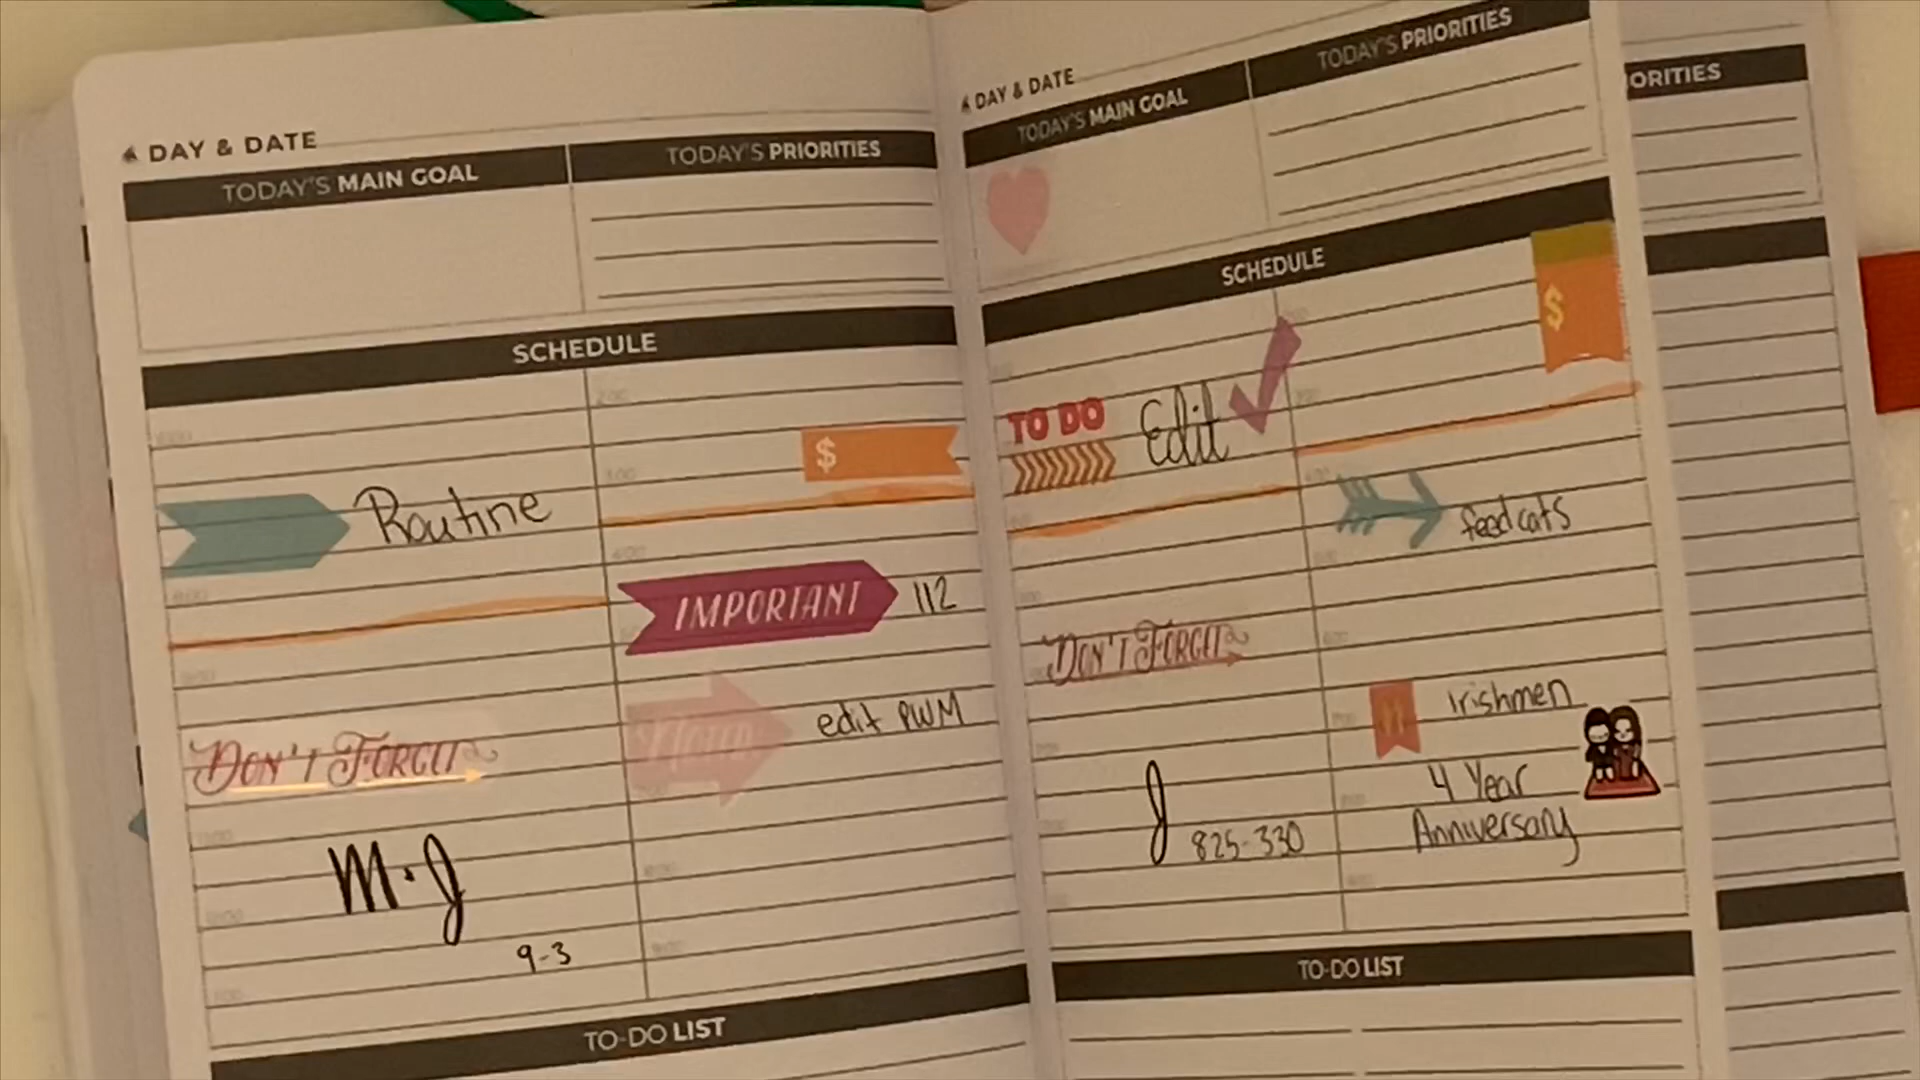 DAY & DATE
TODAY'S MAIN GOAL
TODAY'S PRIORITIES
SCHEDULE
Routine
DON'T FORGET
M·J
9-3
$
IMPORTANT 112
edit PWM
TO-DO LIST
DAY & DATE
TODAY'S MAIN GOAL
TODAY'S PRIORITIES
SCHEDULE
TO DO
Edit
DON'T FORGET
J 825-330
$
feed cats
Irishmen
4 Year
Anniversary
TO-DO LIST
ORITIES